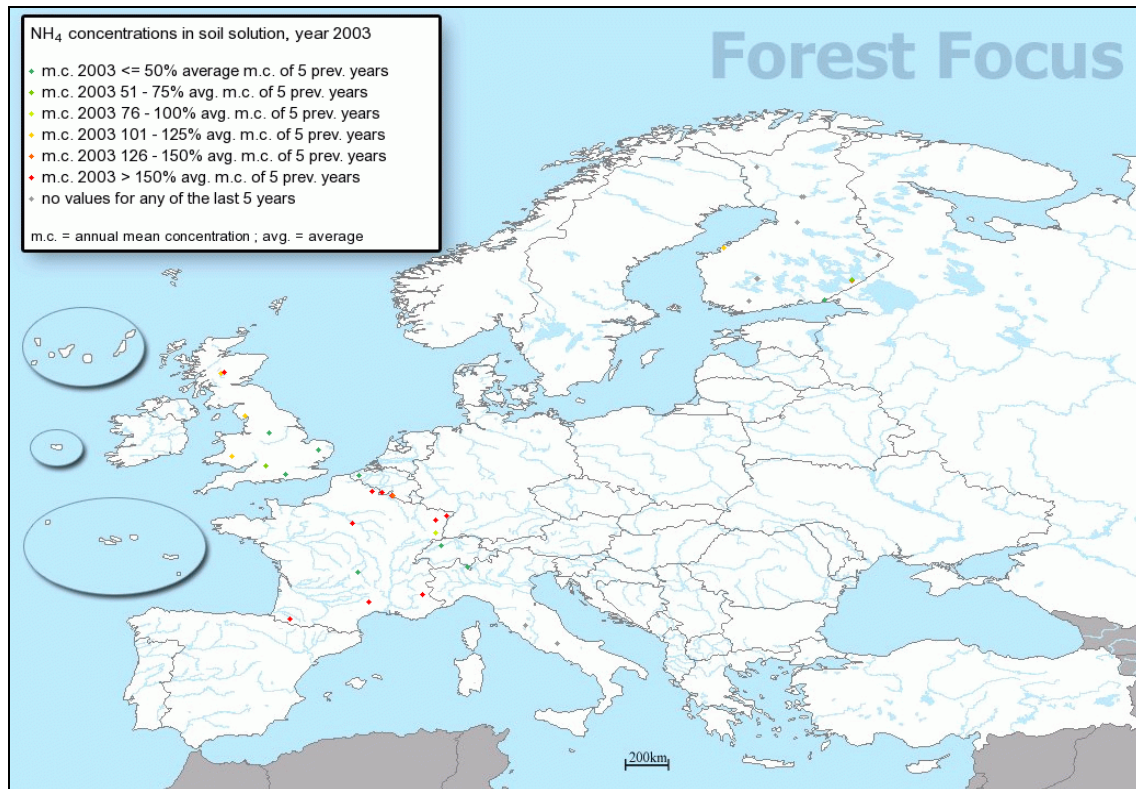 NH₄ concentrations in soil solution, year 2003
Forest Focus
m.c. 2003 <= 50% average m.c. of 5 prev. years
m.c. 2003 51 - 75% avg. m.c. of 5 prev. years
m.c. 2003 76 - 100% avg. m.c. of 5 prev. years
m.c. 2003 101 - 125% avg. m.c. of 5 prev. years
m.c. 2003 126 - 150% avg. m.c. of 5 prev. years
m.c. 2003 > 150% avg. m.c. of 5 prev. years
no values for any of the last 5 years
m.c. = annual mean concentration ; avg. = average
200km